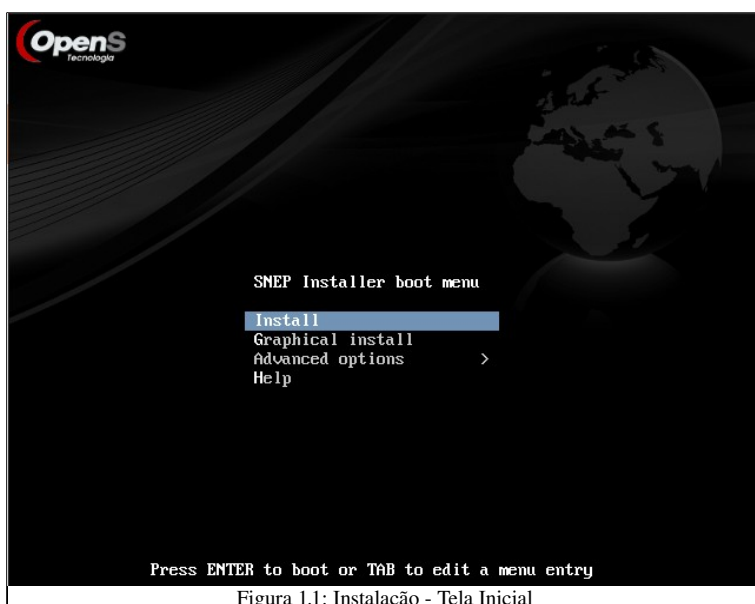 OpenS
Tecnologia
SNEP Installer boot menu
Install
Graphical install
Advanced options >
Help
Press ENTER to boot or TAB to edit a menu entry
Figura 1.1: Instalação - Tela Inicial